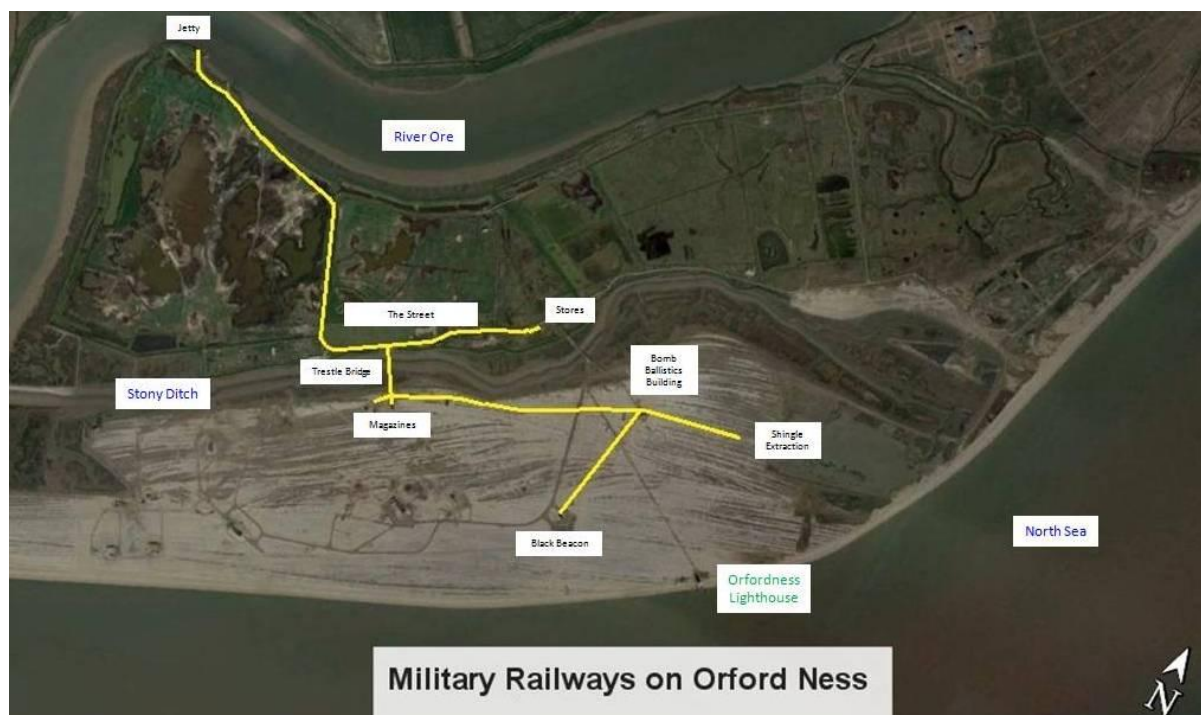 Jetty
River Ore
The Street
Stores
Trestle Bridge
Bomb
Ballistics
Building
Stony Ditch
Magazines
Shingle
Extraction
Black Beacon
North Sea
Orfordness
Lighthouse
Military Railways on Orford Ness
N